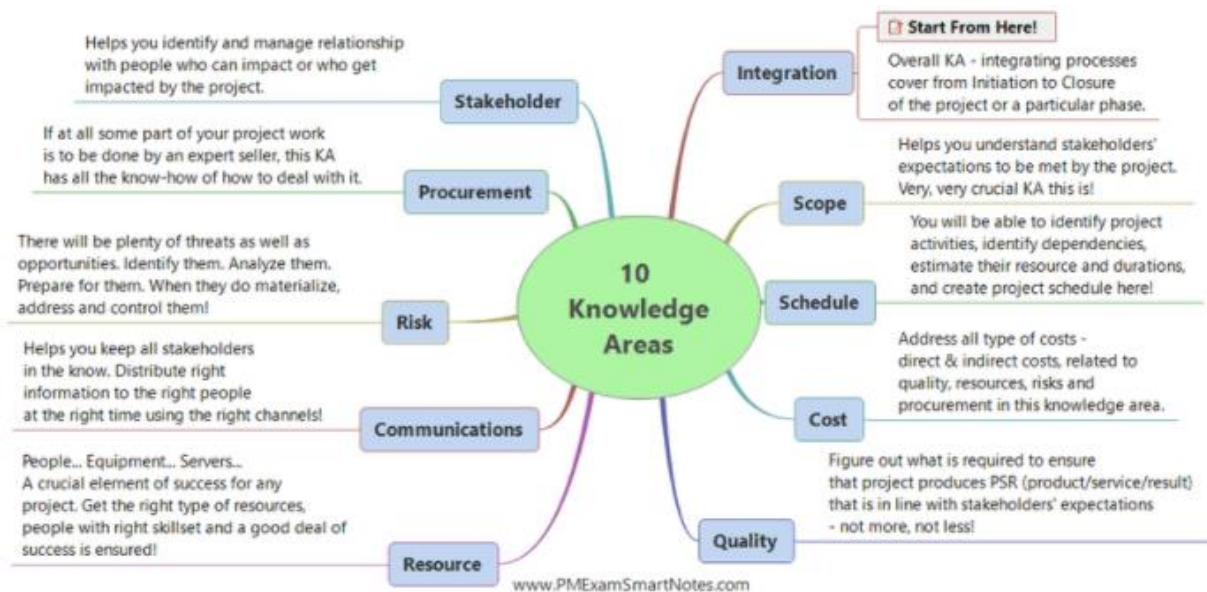 10
Knowledge
Areas
Start From Here!
Integration
Overall KA - integrating processes
cover from Initiation to Closure
of the project or a particular phase.
Scope
Helps you understand stakeholders'
expectations to be met by the project.
Very, very crucial KA this is!
Schedule
You will be able to identify project
activities, identify dependencies,
estimate their resource and durations,
and create project schedule here!
Cost
Address all type of costs -
direct & indirect costs, related to
quality, resources, risks and
procurement in this knowledge area.
Quality
Figure out what is required to ensure
that project produces PSR (product/service/result)
that is in line with stakeholders' expectations
- not more, not less!
Resource
People... Equipment... Servers...
A crucial element of success for any
project. Get the right type of resources,
people with right skillset and a good deal of
success is ensured!
Communications
Helps you keep all stakeholders
in the know. Distribute right
information to the right people
at the right time using the right channels!
Risk
There will be plenty of threats as well as
opportunities. Identify them. Analyze them.
Prepare for them. When they do materialize,
address and control them!
Procurement
If at all some part of your project work
is to be done by an expert seller, this KA
has all the know-how of how to deal with it.
Stakeholder
Helps you identify and manage relationship
with people who can impact or who get
impacted by the project.
www.PMExamSmartNotes.com